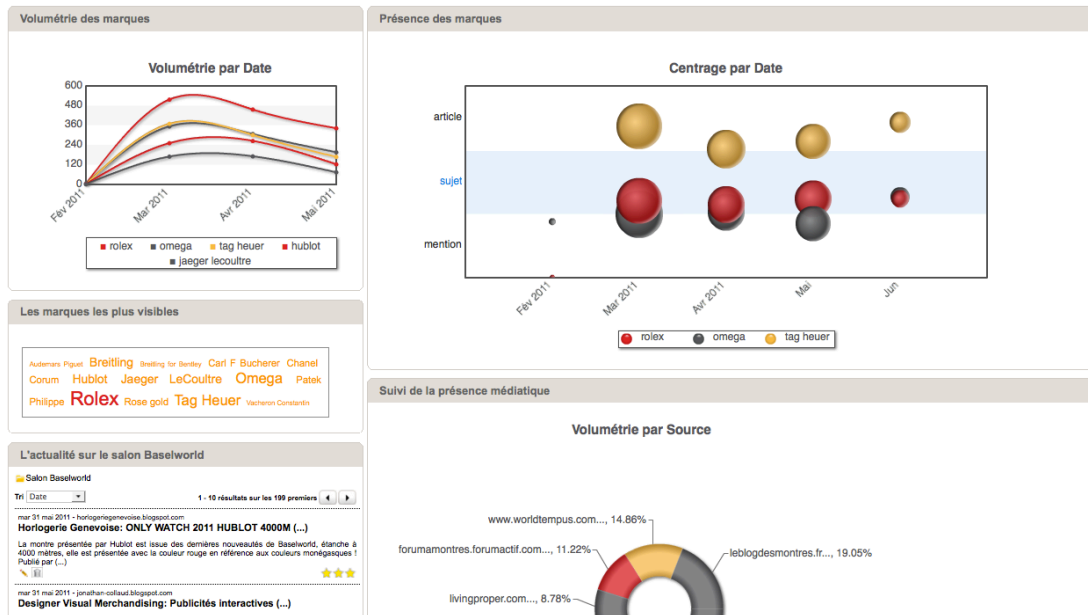 Volumétrie des marques
Volumétrie par Date
600
480
360
240
120
0
Fév 2011
Mar 2011
Avr 2011
Mai 2011
rolex omega tag heuer hublot
jaeger lecoultre
Présence des marques
Centrage par Date
article
sujet
mention
Fév 2011
Mar 2011
Avr 2011
Mai
Jun
rolex omega tag heuer
Les marques les plus visibles
Audemars Piguet Breitling Breitling for Bentley Carl F Bucherer Chanel
Corum Hublot Jaeger LeCoultre Omega Patek
Philippe Rolex Rose gold Tag Heuer Vacheron Constantin
L'actualité sur le salon Baselworld
Salon Baselworld
Tri Date 1 - 10 résultats sur les 199 premiers
mar 31 mai 2011 - horlogeriegenevoise.blogspot.com
Horlogerie Genevoise: ONLY WATCH 2011 HUBLOT 4000M (...)
La montre présentée par Hublot est issue des dernières nouveautés de Baselworld, étanche à
4000 mètres, elle est présentée avec la couleur rouge en référence aux couleurs monégasques !
Publié par (...)
mar 31 mai 2011 - jonathan-collaud.blogspot.com
Designer Visual Merchandising: Publicités interactives (...)
Suivi de la présence médiatique
Volumétrie par Source
www.worldtempus.com..., 14.86%
forumamontres.forumactif.com..., 11.22%
leblogdesmontres.fr..., 19.05%
livingproper.com..., 8.78%